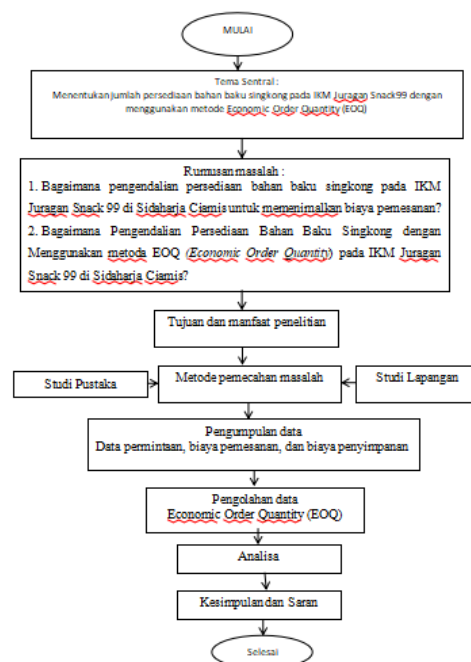 MULAI
Tema Sentral :
Menentukan jumlah persediaan bahan baku singkong pada IKM Juragan Snack99 dengan
menggunakan metode Economic Order Quantity (EOQ)
Rumusan masalah :
1. Bagaimana pengendalian persediaan bahan baku singkong pada IKM
Juragan Snack 99 di Sidaharja Ciamis untuk memenimalkan biaya pemesanan?
2. Bagaimana Pengendalian Persediaan Bahan Baku Singkong dengan
Menggunakan metoda EOQ (Economic Order Quantity) pada IKM Juragan
Snack 99 di Sidaharja Ciamis?
Tujuan dan manfaat penelitian
Studi Pustaka
Metode pemecahan masalah
Studi Lapangan
Pengumpulan data
Data permintaan, biaya pemesanan, dan biaya penyimpanan
Pengolahan data
Economic Order Quantity (EOQ)
Analisa
Kesimpulan dan Saran
Selesai